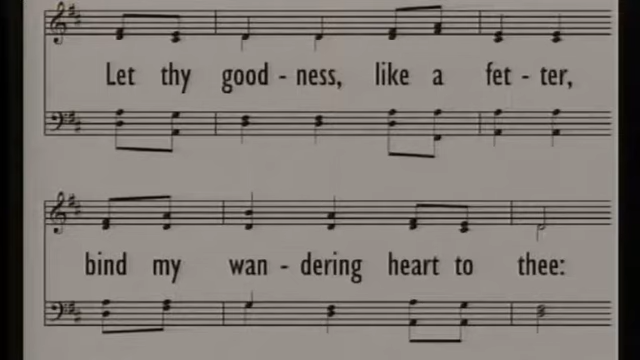 Let thy good - ness, like a fet - ter,
bind my wan - dering heart to thee: